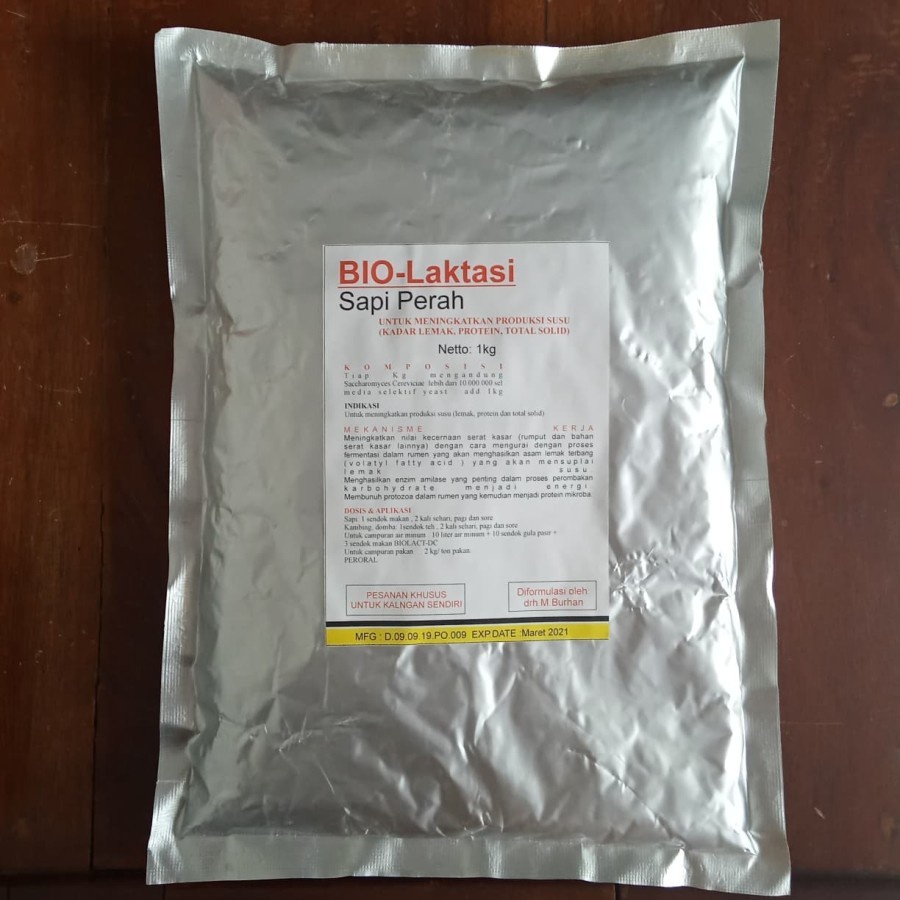 BIO-Laktasi
Sapi Perah
UNTUK MENINGKATKAN PRODUKSI SUSU
(KADAR LEMAK, PROTEIN, TOTAL SOLID)
Netto: 1kg
KOMPOSISI
Tiap Kg mengandung
Saccharomyces Cereviciae lebih dari 10.000.000 sel
media selektif yeast add 1kg
INDIKASI
Untuk meningkatkan produksi susu (lemak, protein dan total solid)
MEKANISME KERJA
Meningkatkan nilai kecernaan serat kasar (rumput dan bahan
serat kasar lainnya) dengan cara mengurai dengan proses
fermentasi dalam rumen yang akan menghasilkan asam lemak terbang
(volatyl fatty acid ) yang akan mensuplai
lemak susu
Menghasilkan enzim amilase yang penting dalam proses perombakan
karbohydrate menjadi energi
Membunuh protozoa dalam rumen yang kemudian menjadi protein mikroba.
DOSIS & APLIKASI
Sapi: 1 sendok makan , 2 kali sehari, pagi dan sore
Kambing, domba: 1sendok teh , 2 kali sehari, pagi dan sore
Untuk campuran air minum : 10 liter air minum + 10 sendok gula pasir +
3 sendok makan BIOLACT-DC
Untuk campuran pakan 2 kg/ ton pakan
PERORAL
PESANAN KHUSUS
UNTUK KALNGAN SENDIRI
Diformulasi oleh
drh.M Burhan
MFG : D.09.09 19.PO.009 EXP.DATE :Maret 2021